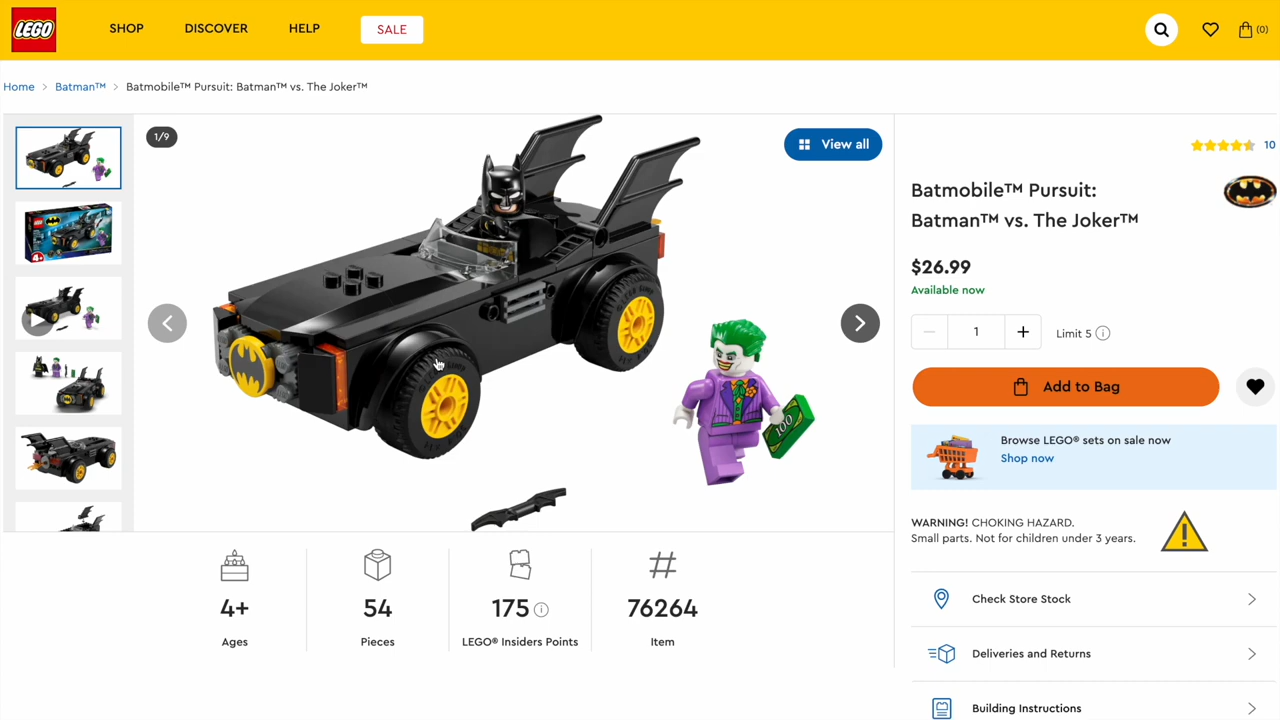 LEGO
SHOP
DISCOVER
HELP
SALE
(0)
Home > Batman™ > Batmobile™ Pursuit: Batman™ vs. The Joker™
1/9
View all
100
10
Batmobile™ Pursuit:
Batman™ vs. The Joker™
$26.99
Available now
1
Limit 5
Add to Bag
Browse LEGO® sets on sale now
Shop now
WARNING! CHOKING HAZARD.
Small parts. Not for children under 3 years.
4+
Ages
54
Pieces
175
LEGO® Insiders Points
#
76264
Item
Check Store Stock
Deliveries and Returns
Building Instructions